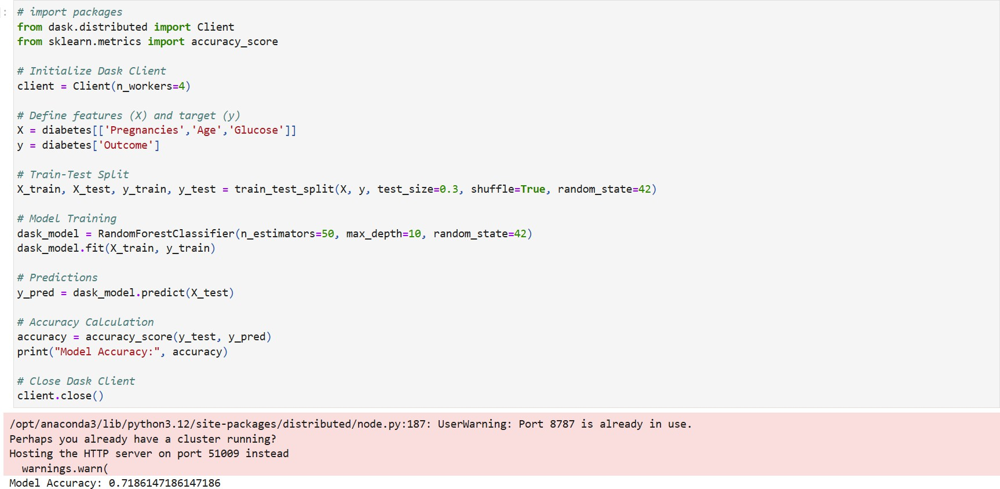 ]:
# import packages
from dask.distributed import Client
from sklearn.metrics import accuracy_score
# Initialize Dask Client
client = Client(n_workers=4)
# Define features (X) and target (y)
X = diabetes[['Pregnancies','Age','Glucose']]
y = diabetes['Outcome']
# Train-Test Split
X_train, X_test, y_train, y_test = train_test_split(X, y, test_size=0.3, shuffle=True, random_state=42)
# Model Training
dask_model = RandomForestClassifier(n_estimators=50, max_depth=10, random_state=42)
dask_model.fit(X_train, y_train)
# Predictions
y_pred = dask_model.predict(X_test)
# Accuracy Calculation
accuracy = accuracy_score(y_test, y_pred)
print("Model Accuracy:", accuracy)
# Close Dask Client
client.close()
/opt/anaconda3/lib/python3.12/site-packages/distributed/node.py:187: UserWarning: Port 8787 is already in use.
Perhaps you already have a cluster running?
Hosting the HTTP server on port 51009 instead
  warnings.warn(
Model Accuracy: 0.7186147186147186